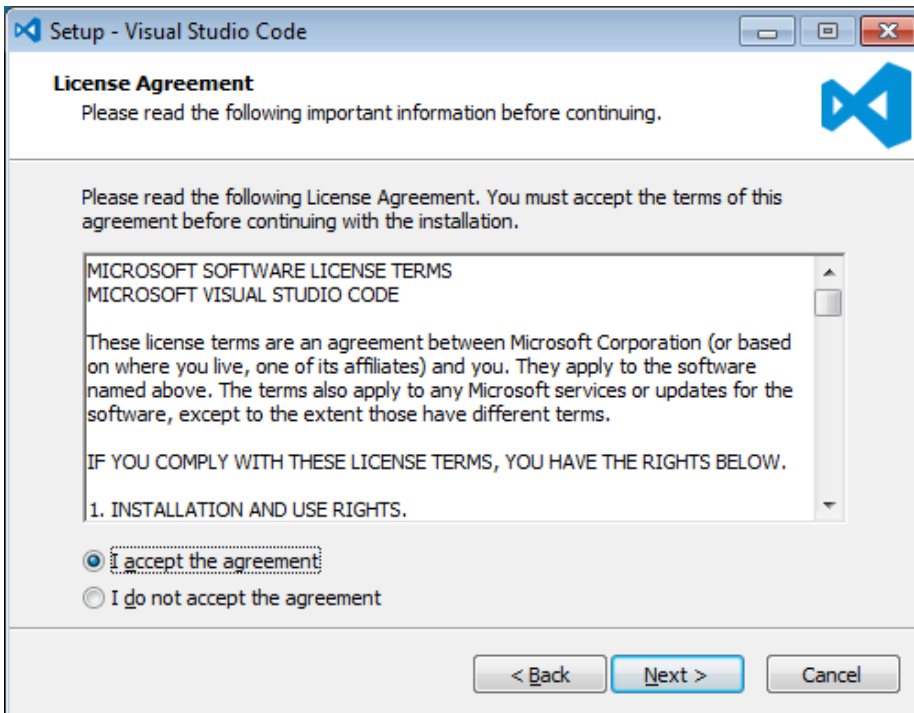 Setup - Visual Studio Code
License Agreement
Please read the following important information before continuing.
Please read the following License Agreement. You must accept the terms of this
agreement before continuing with the installation.
MICROSOFT SOFTWARE LICENSE TERMS
MICROSOFT VISUAL STUDIO CODE
These license terms are an agreement between Microsoft Corporation (or based
on where you live, one of its affiliates) and you. They apply to the software
named above. The terms also apply to any Microsoft services or updates for the
software, except to the extent those have different terms.
IF YOU COMPLY WITH THESE LICENSE TERMS, YOU HAVE THE RIGHTS BELOW.
1. INSTALLATION AND USE RIGHTS.
I accept the agreement
I do not accept the agreement
< Back Next > Cancel